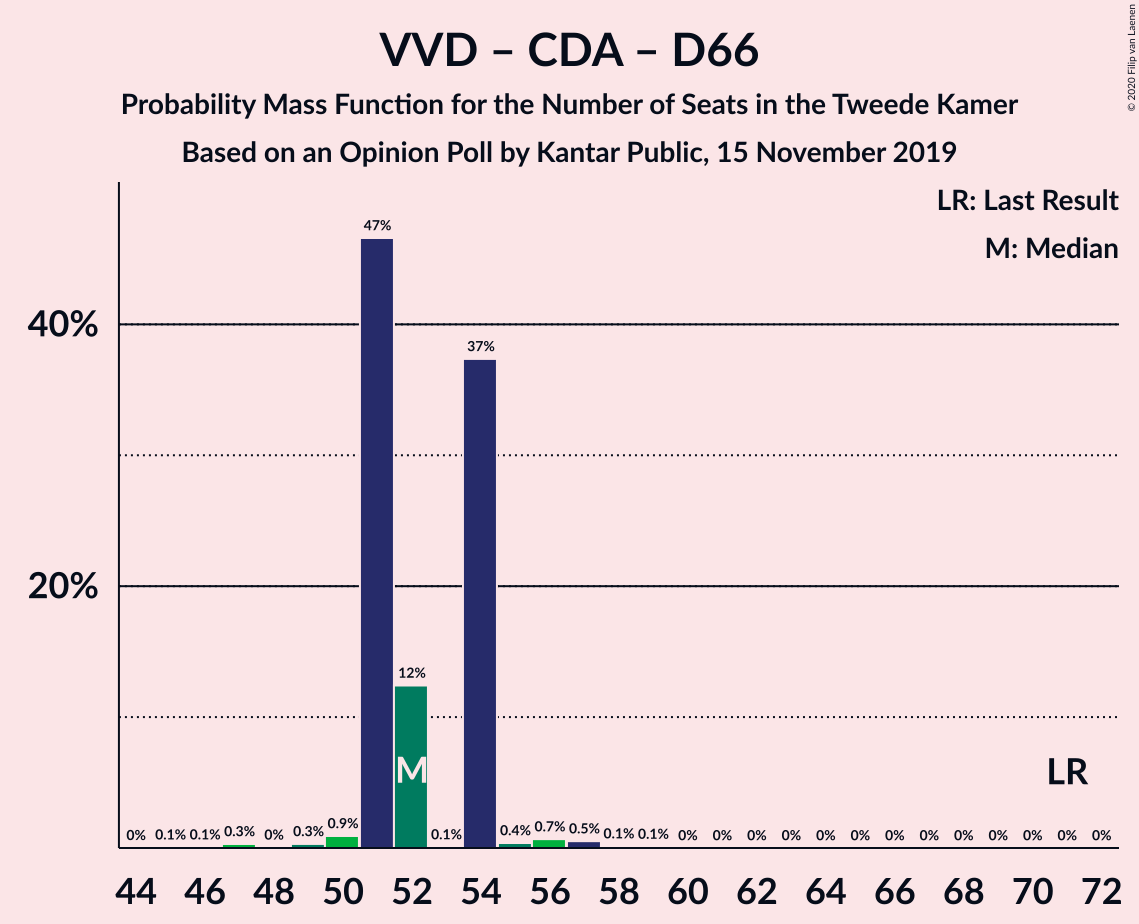 VVD – CDA – D66
Probability Mass Function for the Number of Seats in the Tweede Kamer
Based on an Opinion Poll by Kantar Public, 15 November 2019
© 2020 Filip van Laenen
LR: Last Result
M: Median
40%
20%
0% 0.1% 0.1% 0.3% 0% 0.3% 0.9% 47% 12% 0.1% 37% 0.4% 0.7% 0.5% 0.1% 0.1% 0% 0% 0% 0% 0% 0% 0% 0% 0% 0% 0% 0% 0%
M
LR
44 46 48 50 52 54 56 58 60 62 64 66 68 70 72